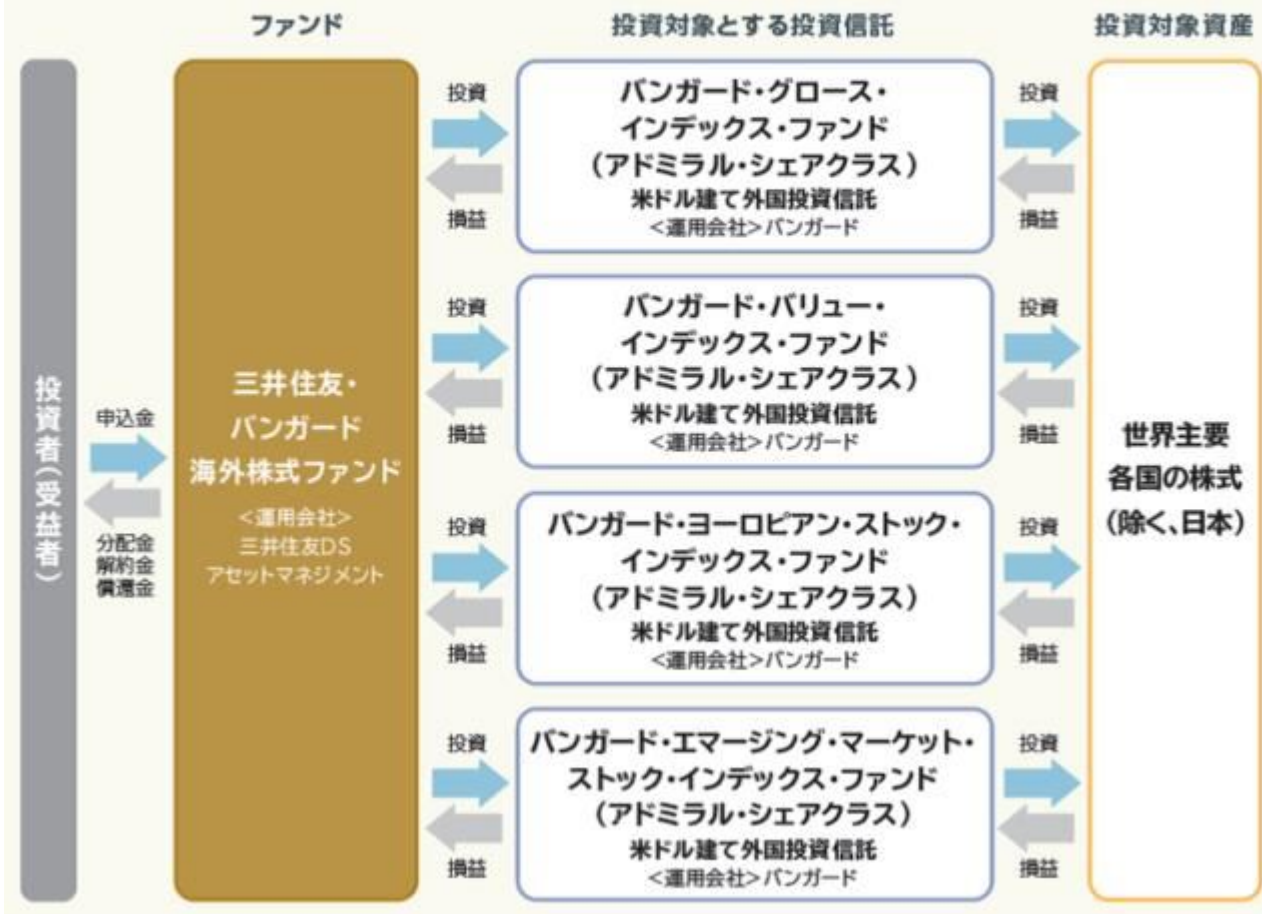 ファンド
投資対象とする投資信託
投資対象資産
投資者(受益者)
申込金
分配金
解約金
償還金
三井住友・
バンガード
海外株式ファンド
<運用会社>
三井住友DS
アセットマネジメント
投資
損益
バンガード・グロース・
インデックス・ファンド
(アドミラル・シェアクラス)
米ドル建て外国投資信託
<運用会社>バンガード
投資
損益
投資
損益
バンガード・バリュー・
インデックス・ファンド
(アドミラル・シェアクラス)
米ドル建て外国投資信託
<運用会社>バンガード
投資
損益
投資
損益
バンガード・ヨーロピアン・ストック・
インデックス・ファンド
(アドミラル・シェアクラス)
米ドル建て外国投資信託
<運用会社>バンガード
投資
損益
投資
損益
バンガード・エマージング・マーケット・
ストック・インデックス・ファンド
(アドミラル・シェアクラス)
米ドル建て外国投資信託
<運用会社>バンガード
投資
損益
世界主要
各国の株式
(除く、日本)